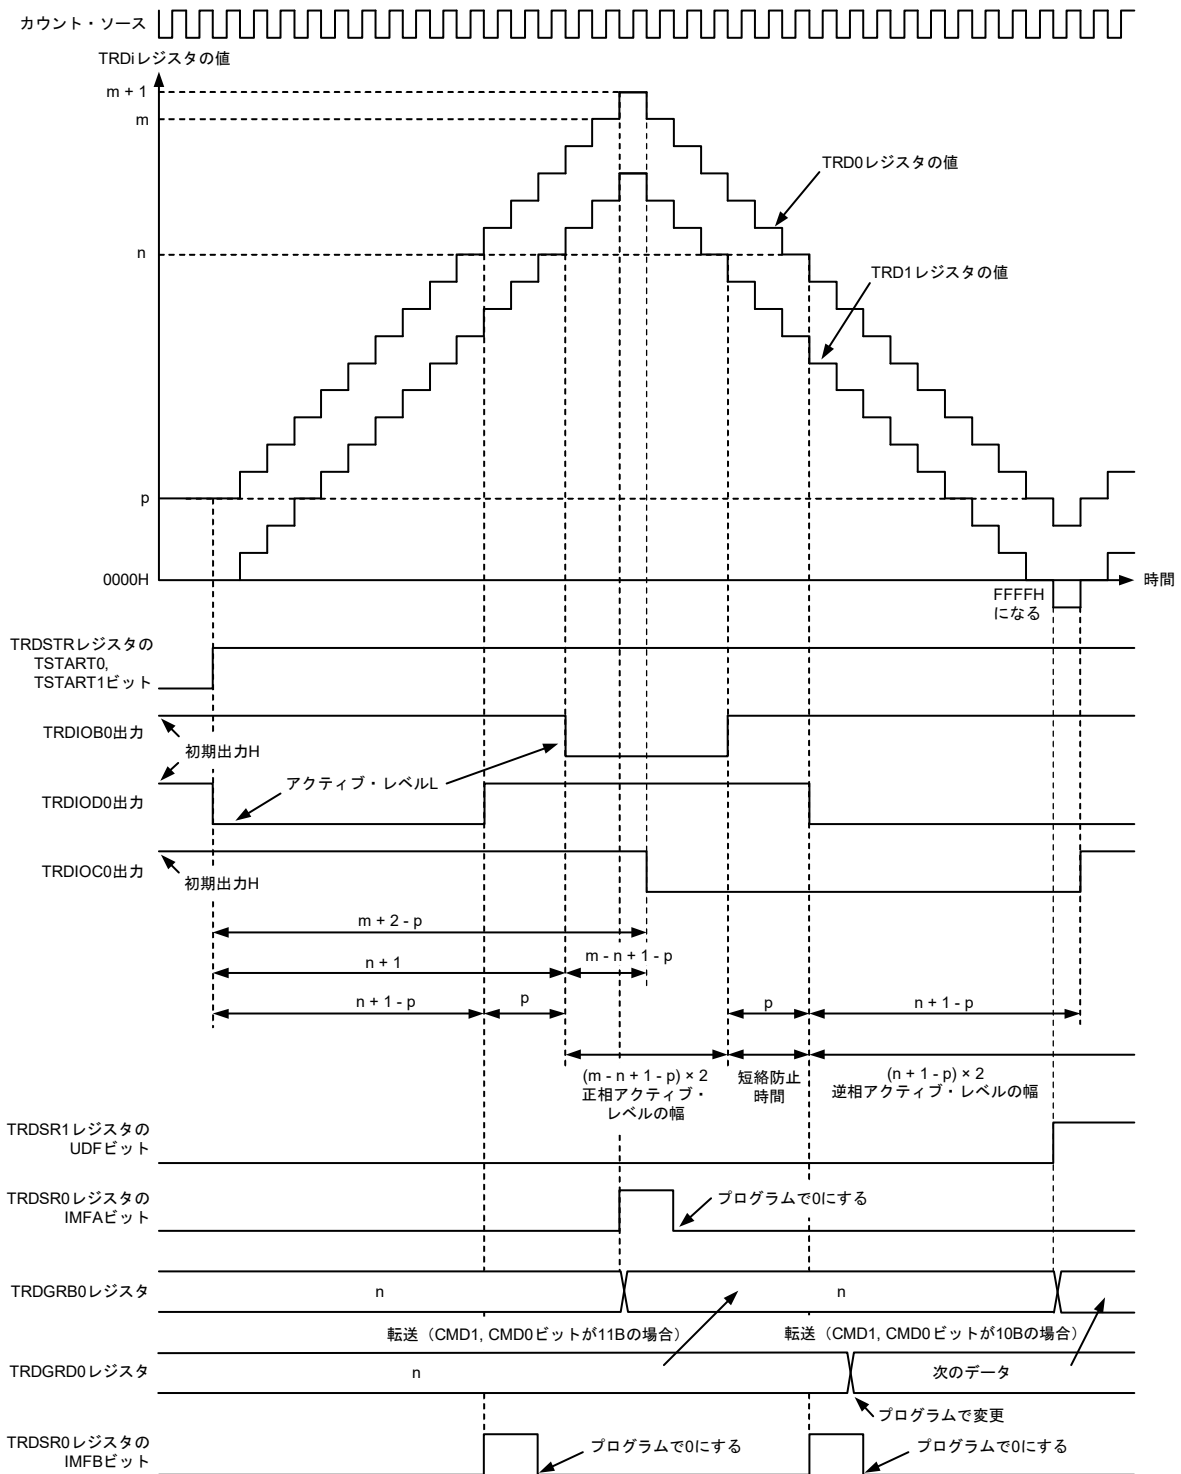 カウント・ソース
TRDiレジスタの値
m + 1
m
TRD0レジスタの値
n
TRD1レジスタの値
p
0000H
時間
FFFFH
になる
TRDSTRレジスタの
TSTART0,
TSTART1ビット
TRDIOB0出力
初期出力H
アクティブ・レベルL
TRDIOD0出力
TRDIOC0出力
初期出力H
m + 2 - p
n + 1
m - n + 1 - p
n + 1 - p
p
p
n + 1 - p
(m - n + 1 - p) × 2
正相アクティブ・
レベルの幅
短絡防止
時間
(n + 1 - p) × 2
逆相アクティブ・レベルの幅
TRDSR1レジスタの
UDFビット
TRDSR0レジスタの
IMFAビット
プログラムで0にする
TRDGRB0レジスタ
n
n
転送（CMD1, CMD0ビットが11Bの場合）
転送（CMD1, CMD0ビットが10Bの場合）
TRDGRD0レジスタ
n
次のデータ
プログラムで変更
TRDSR0レジスタの
IMFBビット
プログラムで0にする
プログラムで0にする